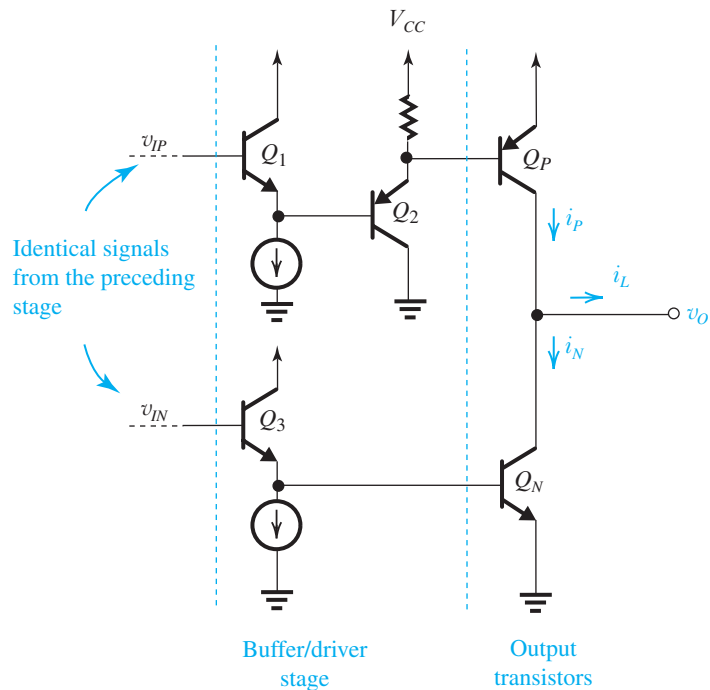 V_CC
v_IP
Q_1
Q_P
Q_2
i_P
Identical signals
from the preceding
stage
i_L
v_O
i_N
v_IN
Q_3
Q_N
Buffer/driver
stage
Output
transistors